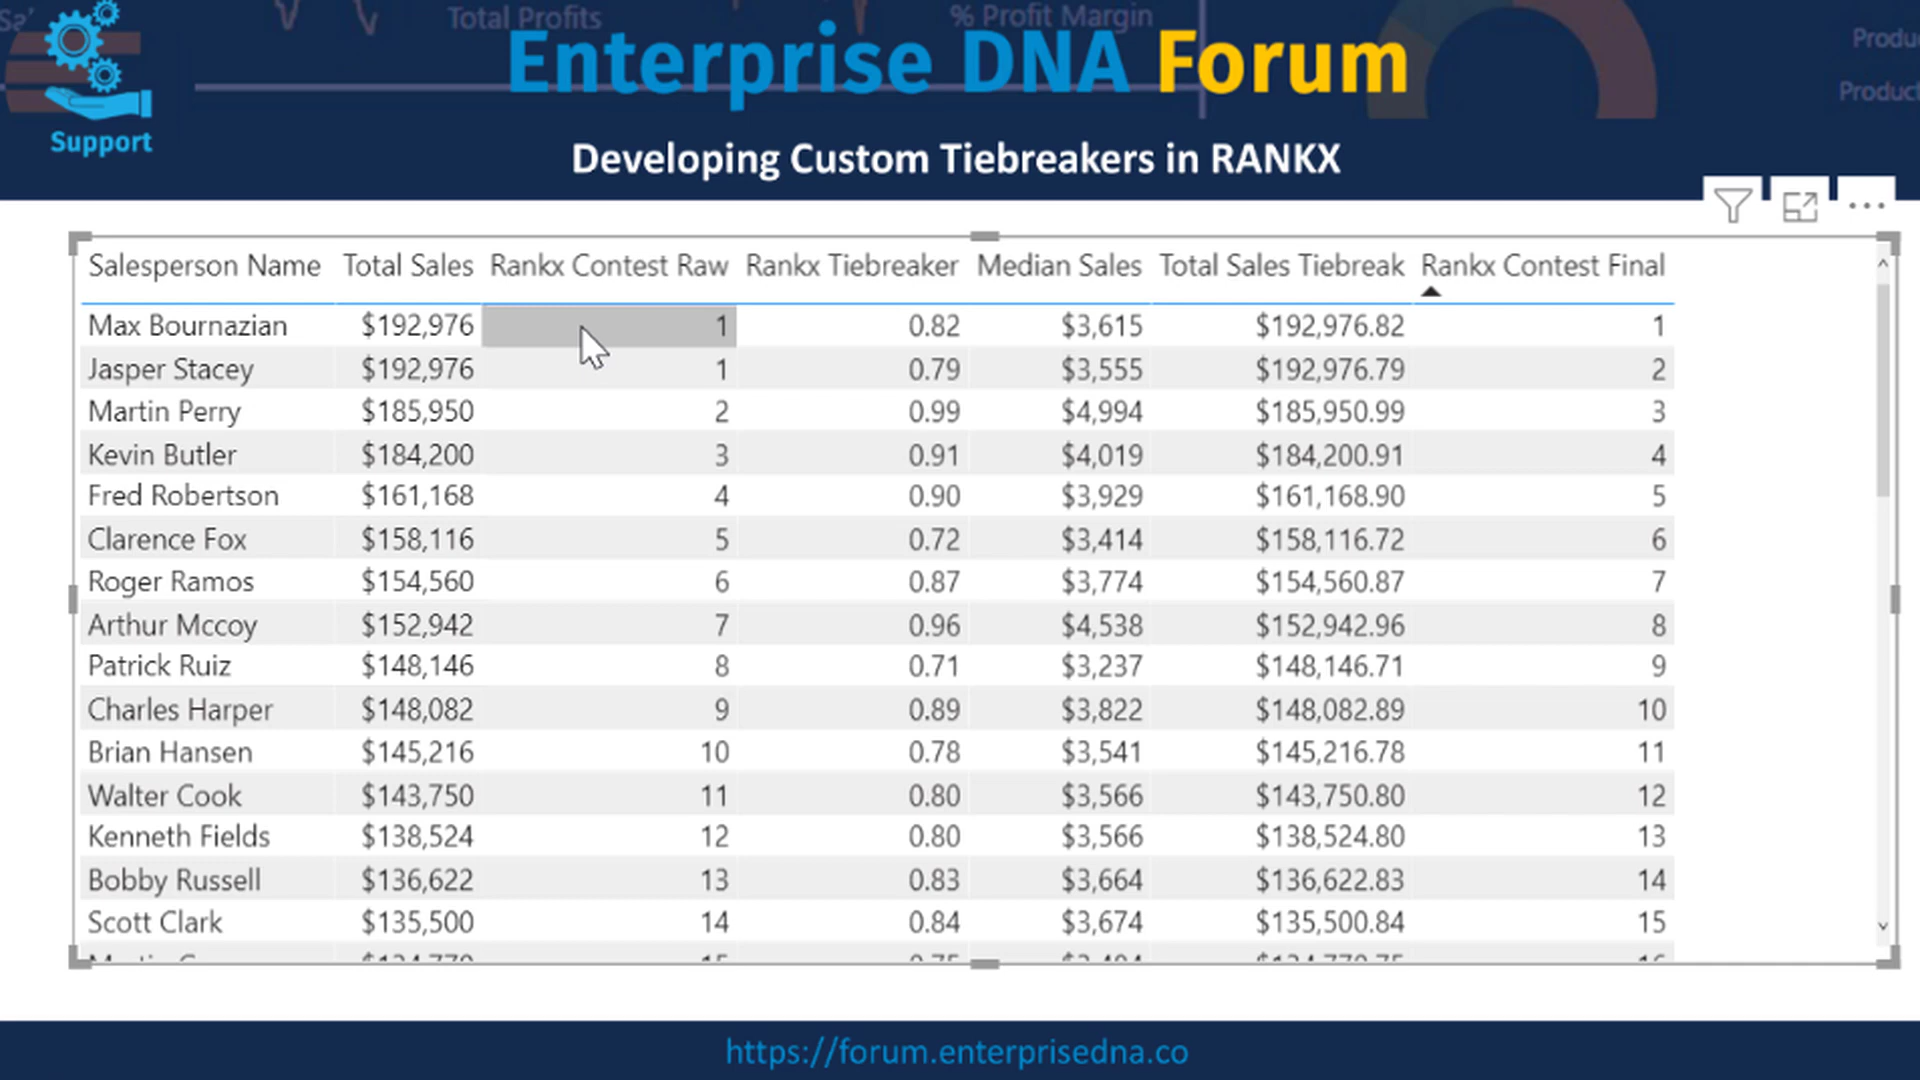 Total Profits
% Profit Margin
Enterprise DNA Forum
Support
Developing Custom Tiebreakers in RANKX
Salesperson Name Total Sales Rankx Contest Raw Rankx Tiebreaker Median Sales Total Sales Tiebreak Rankx Contest Final
Max Bournazian $192,976 1 0.82 $3,615 $192,976.82 1
Jasper Stacey $192,976 1 0.79 $3,555 $192,976.79 2
Martin Perry $185,950 2 0.99 $4,994 $185,950.99 3
Kevin Butler $184,200 3 0.91 $4,019 $184,200.91 4
Fred Robertson $161,168 4 0.90 $3,929 $161,168.90 5
Clarence Fox $158,116 5 0.72 $3,414 $158,116.72 6
Roger Ramos $154,560 6 0.87 $3,774 $154,560.87 7
Arthur Mccoy $152,942 7 0.96 $4,538 $152,942.96 8
Patrick Ruiz $148,146 8 0.71 $3,237 $148,146.71 9
Charles Harper $148,082 9 0.89 $3,822 $148,082.89 10
Brian Hansen $145,216 10 0.78 $3,541 $145,216.78 11
Walter Cook $143,750 11 0.80 $3,566 $143,750.80 12
Kenneth Fields $138,524 12 0.80 $3,566 $138,524.80 13
Bobby Russell $136,622 13 0.83 $3,664 $136,622.83 14
Scott Clark $135,500 14 0.84 $3,674 $135,500.84 15
https://forum.enterprisedna.co